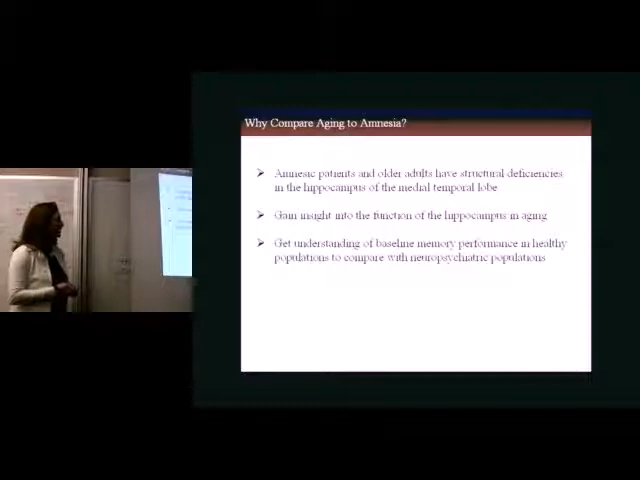 Why Compare Aging to Amnesia?
Amnesic patients and older adults have structural deficiencies
in the hippocampus of the medial temporal lobe
Gain insight into the function of the hippocampus in aging
Get understanding of baseline memory performance in healthy
populations to compare with neuropsychiatric populations